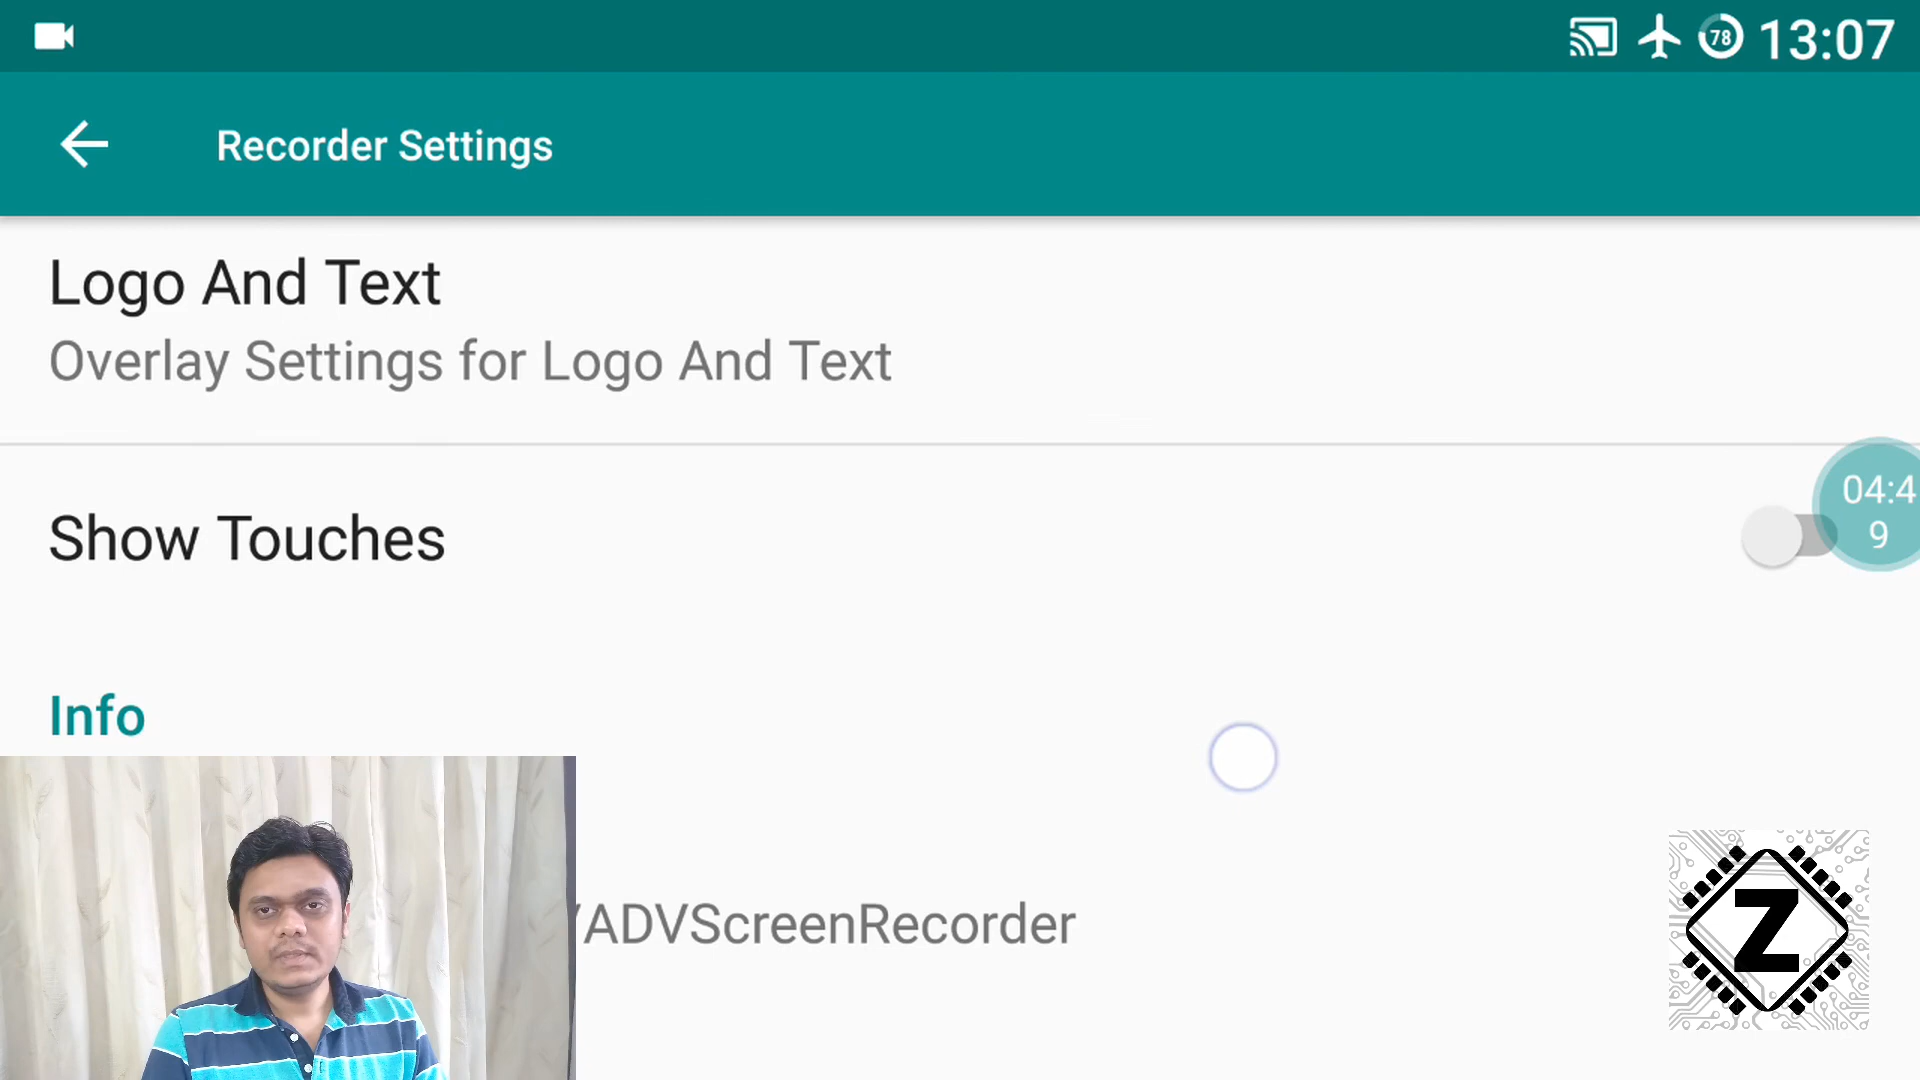 78 13:07
Recorder Settings
Logo And Text
Overlay Settings for Logo And Text
Show Touches
04:4
9
Info
/ADVScreenRecorder
Z